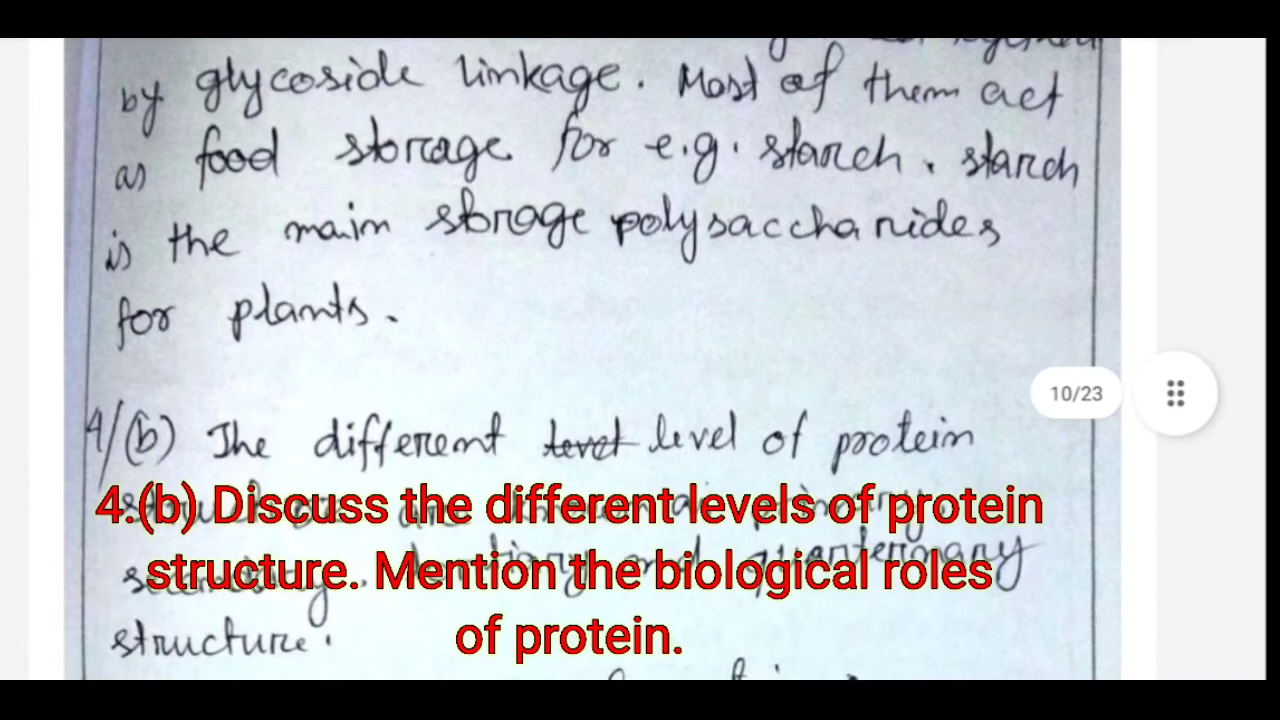 by glycoside linkage. Most of them act
as food storage for e.g. starch. starch
is the main storage polysaccharides
for plants.
10/23
4/(b) The different level level of protein
4.(b) Discuss the different levels of protein
structure. Mention the biological roles
of protein.
structure.